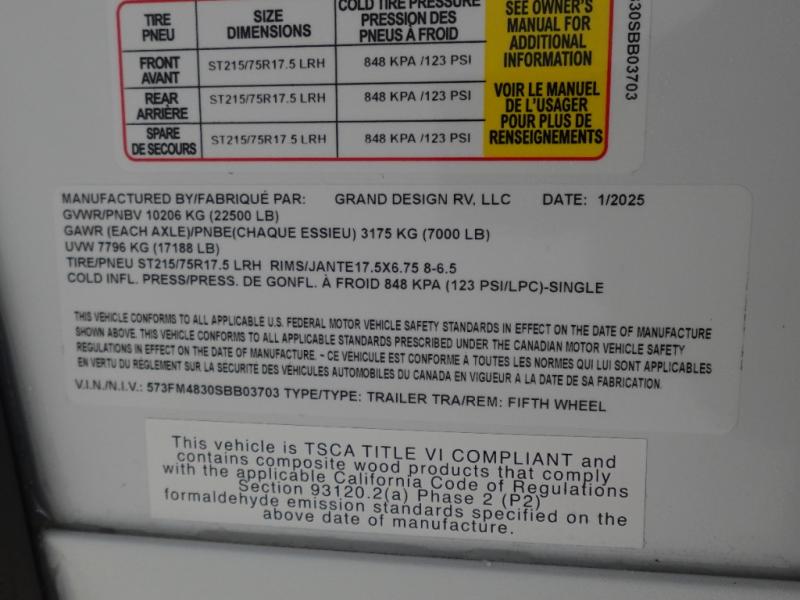 TIRE PNEU SIZE DIMENSIONS COLD TIRE PRESSURE PRESSION DES PNEUS À FROID
FRONT AVANT ST215/75R17.5 LRH 848 KPA /123 PSI
REAR ARRIÈRE ST215/75R17.5 LRH 848 KPA /123 PSI
SPARE DE SECOURS ST215/75R17.5 LRH 848 KPA /123 PSI
SEE OWNER'S
MANUAL FOR
ADDITIONAL
INFORMATION
VOIR LE MANUEL
DE L'USAGER
POUR PLUS DE
RENSEIGNEMENTS
830SBB03703
MANUFACTURED BY/FABRIQUÉ PAR: GRAND DESIGN RV, LLC DATE: 1/2025
GVWR/PNBV 10206 KG (22500 LB)
GAWR (EACH AXLE)/PNBE(CHAQUE ESSIEU) 3175 KG (7000 LB)
UVW 7796 KG (17188 LB)
TIRE/PNEU ST215/75R17.5 LRH RIMS/JANTE17.5X6.75 8-6.5
COLD INFL. PRESS/PRESS. DE GONFL. À FROID 848 KPA (123 PSI/LPC)-SINGLE
THIS VEHICLE CONFORMS TO ALL APPLICABLE U.S. FEDERAL MOTOR VEHICLE SAFETY STANDARDS IN EFFECT ON THE DATE OF MANUFACTURE
SHOWN ABOVE. THIS VEHICLE CONFORMS TO ALL APPLICABLE STANDARDS PRESCRIBED UNDER THE CANADIAN MOTOR VEHICLE SAFETY
REGULATIONS IN EFFECT ON THE DATE OF MANUFACTURE. - CE VÉHICULE EST CONFORME A TOUTES LES NORMES QUI LUI SONT APPLICABLES
EN VERTU DU RÈGLEMENT SUR LA SECURITE DES VÉHICULES AUTOMOBILES DU CANADA EN VIGUEUR A LA DATE DE SA FABRICATION.
V.I.N./N.I.V.: 573FM4830SBB03703 TYPE/TYPE: TRAILER TRA/REM: FIFTH WHEEL
This vehicle is TSCA TITLE VI COMPLIANT and
contains composite wood products that comply
with the applicable California Code of Regulations
Section 93120.2(a) Phase 2 (P2)
formaldehyde emission standards specified on the
above date of manufacture.